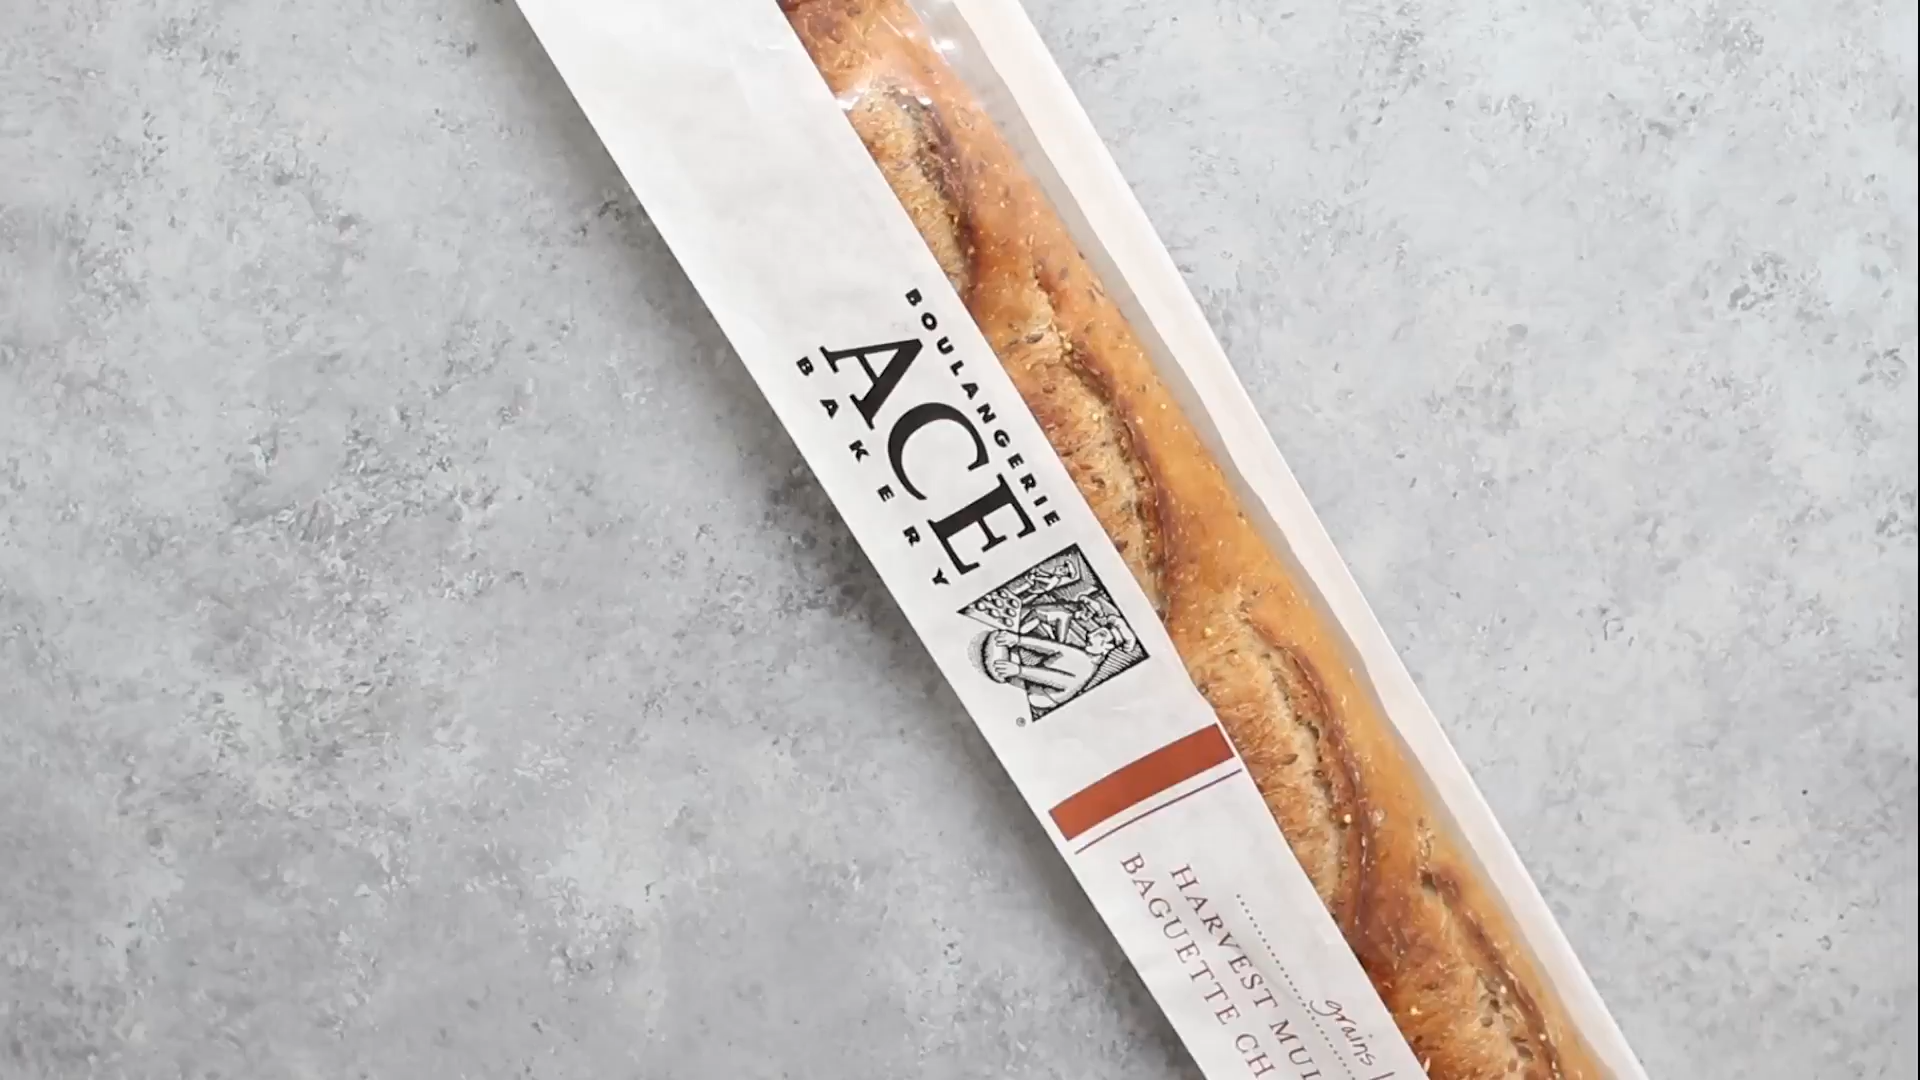 BOULANGERIE
ACE
BAKERY
®
grains
HARVEST MUL
BAGUETTE CH